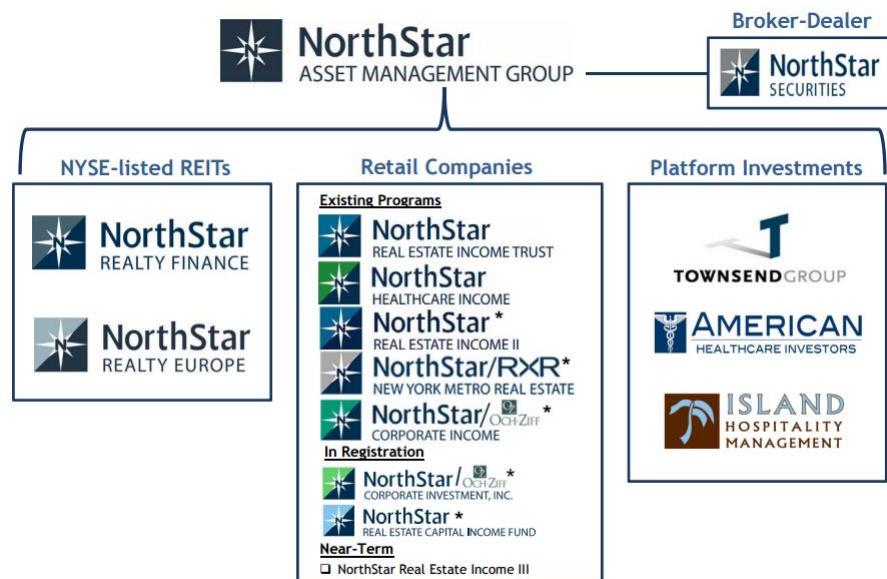 NorthStar
ASSET MANAGEMENT GROUP
Broker-Dealer
N
NorthStar
SECURITIES
NYSE-listed REITs
N
NorthStar
REALTY FINANCE
N
NorthStar
REALTY EUROPE
Retail Companies
Existing Programs
N
NorthStar
REAL ESTATE INCOME TRUST
N
NorthStar
HEALTHCARE INCOME
N
NorthStar *
REAL ESTATE INCOME II
N
NorthStar/RXR*
NEW YORK METRO REAL ESTATE
N
NorthStar/OCH-ZIFF *
CORPORATE INCOME
In Registration
N
NorthStar/OCH-ZIFF*
CORPORATE INVESTMENT, INC.
N
NorthStar *
REAL ESTATE CAPITAL INCOME FUND
Near-Term
❑ NorthStar Real Estate Income III
Platform Investments
TOWNSENDGROUP
AMERICAN
HEALTHCARE INVESTORS
ISLAND
HOSPITALITY
MANAGEMENT